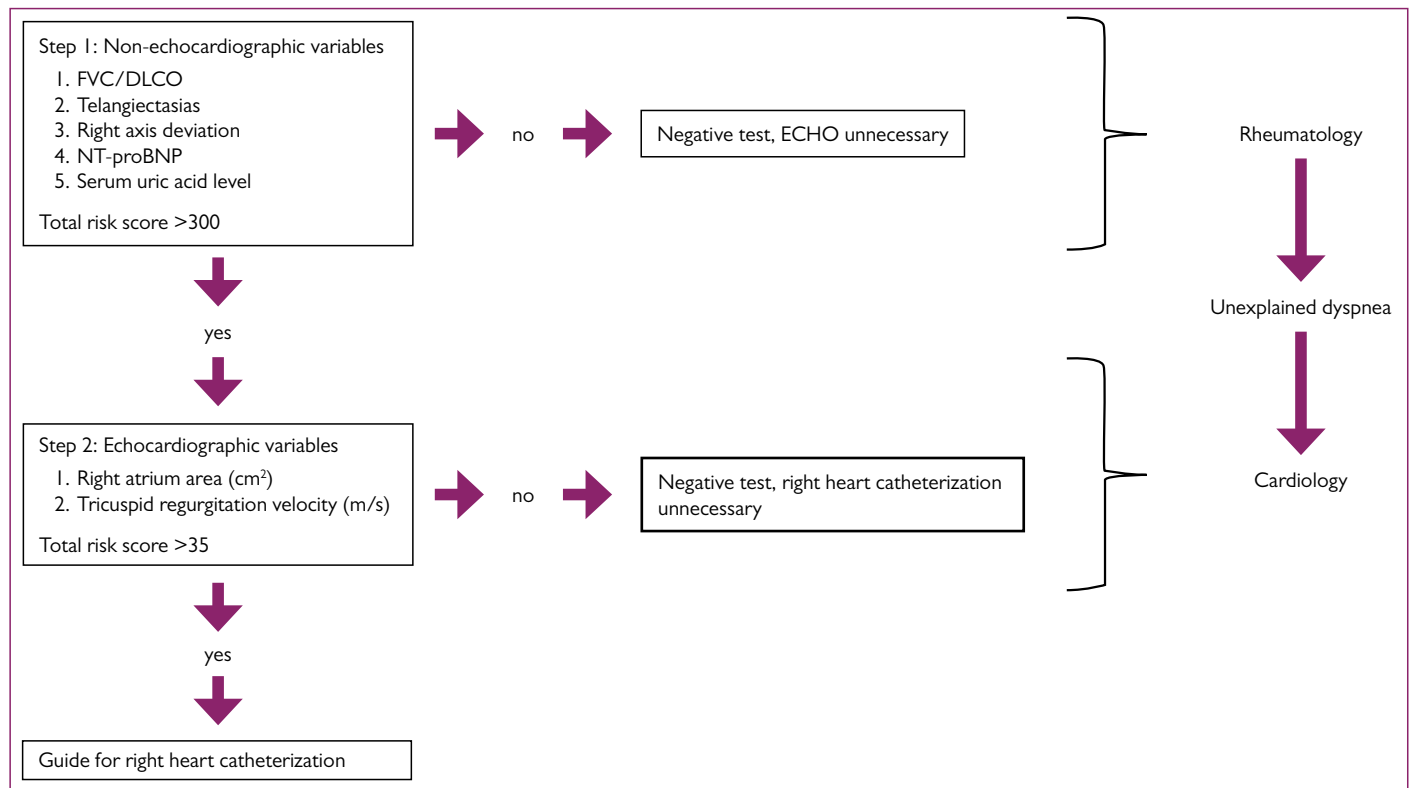 Step 1: Non-echocardiographic variables
1. FVC/DLCO
2. Telangiectasias
3. Right axis deviation
4. NT-proBNP
5. Serum uric acid level
Total risk score >300
no
Negative test, ECHO unnecessary
Rheumatology
yes
Unexplained dyspnea
Step 2: Echocardiographic variables
1. Right atrium area (cm²)
2. Tricuspid regurgitation velocity (m/s)
Total risk score >35
no
Negative test, right heart catheterization
unnecessary
Cardiology
yes
Guide for right heart catheterization